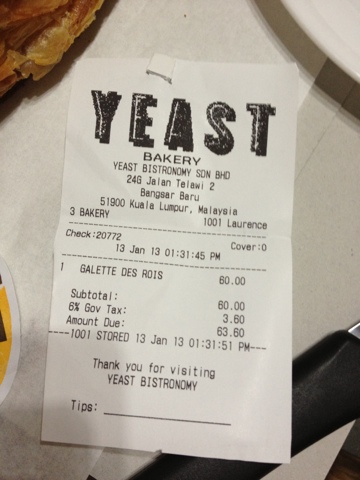 YEAST
BAKERY
YEAST BISTRONOMY SDN BHD
24G Jalan Telawi 2
Bangsar Baru
51900 Kuala Lumpur, Malaysia
3 BAKERY 1001 Laurence
Check:20772 Cover:0
13 Jan 13 01:31:45 PM
1 GALETTE DES ROIS 60.00
Subtotal: 60.00
6% Gov Tax: 3.60
Amount Due: 63.60
----1001 STORED 13 Jan 13 01:31:51 PM---
Thank you for visiting
YEAST BISTRONOMY
Tips: ____________________